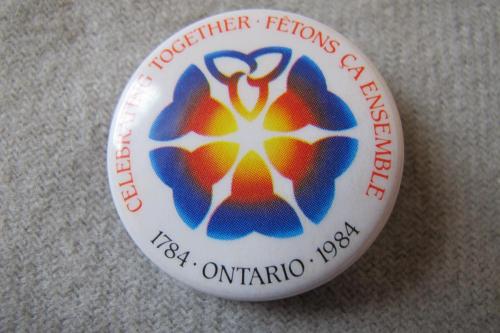 CELEBRATING TOGETHER · FÊTONS ÇA ENSEMBLE
1784 · ONTARIO · 1984